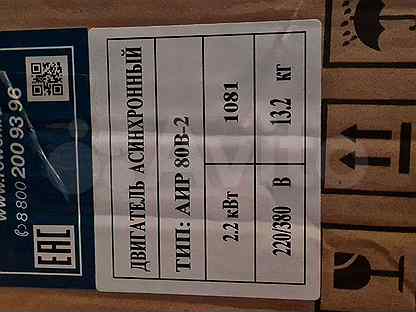 ДВИГАТЕЛЬ АСИНХРОННЫЙ
ТИП: АИР 80В-2
2.2 кВт 1081
220/380 В 13.2 кг
8 800 200 93 96
ЕАС
Avito